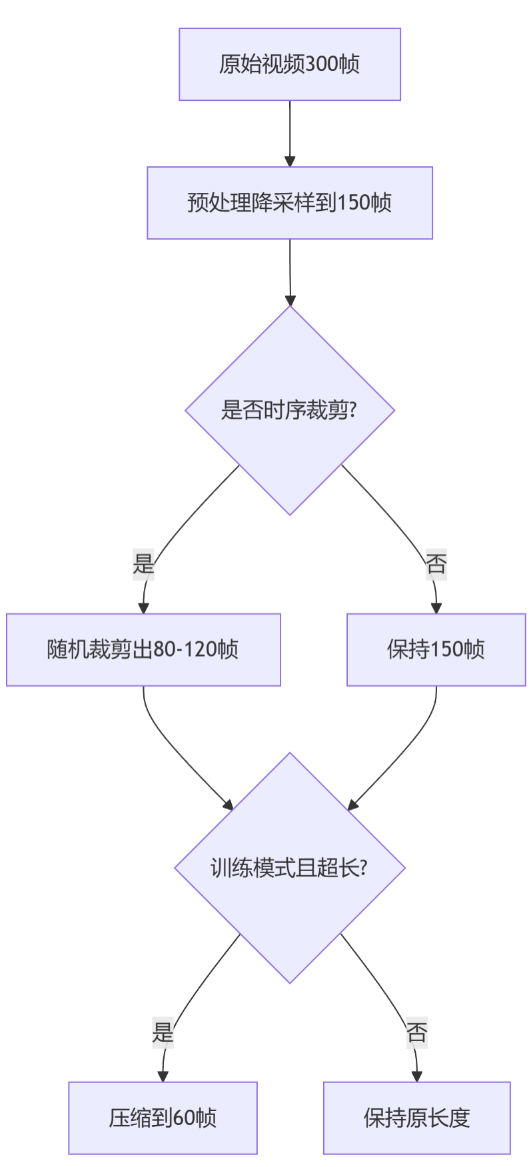 原始视频300帧
预处理降采样到150帧
是否时序裁剪?
是
否
随机裁剪出80-120帧
保持150帧
训练模式且超长?
是
否
压缩到60帧
保持原长度